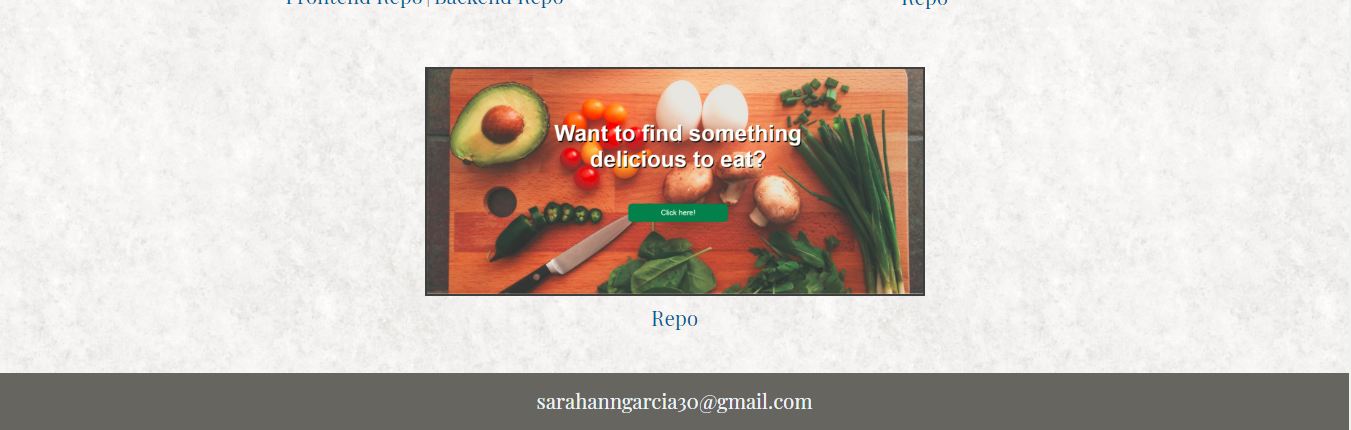 Frontend Repo | Backend Repo
Repo
Want to find something
delicious to eat?
Click here!
Repo
sarahanngarcia30@gmail.com